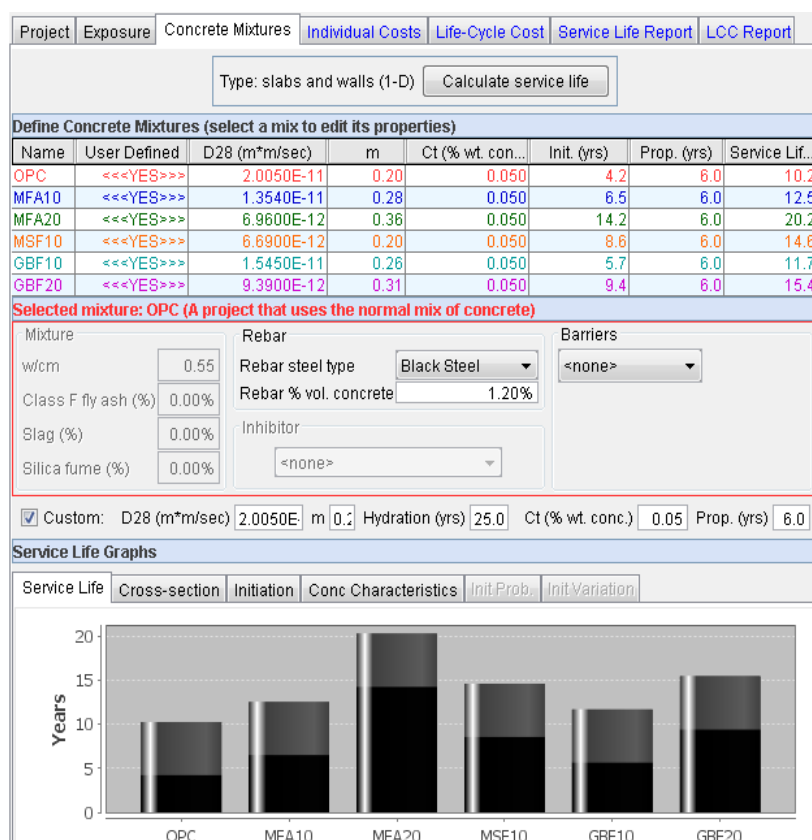 Project Exposure Concrete Mixtures Individual Costs Life-Cycle Cost Service Life Report LCC Report
Type: slabs and walls (1-D) Calculate service life
Define Concrete Mixtures (select a mix to edit its properties)
Name User Defined D28 (m*m/sec) m Ct (% wt. con... Init. (yrs) Prop. (yrs) Service Lif...
OPC <<<YES>>> 2.0050E-11 0.20 0.050 4.2 6.0 10.2
MFA10 <<<YES>>> 1.3540E-11 0.28 0.050 6.5 6.0 12.5
MFA20 <<<YES>>> 6.9600E-12 0.36 0.050 14.2 6.0 20.2
MSF10 <<<YES>>> 6.6900E-12 0.20 0.050 8.6 6.0 14.6
GBF10 <<<YES>>> 1.5450E-11 0.26 0.050 5.7 6.0 11.7
GBF20 <<<YES>>> 9.3900E-12 0.31 0.050 9.4 6.0 15.4
Selected mixture: OPC (A project that uses the normal mix of concrete)
Mixture Rebar Barriers
w/cm 0.55 Rebar steel type Black Steel <none>
Class F fly ash (%) 0.00% Rebar % vol. concrete 1.20%
Slag (%) 0.00% Inhibitor
Silica fume (%) 0.00% <none>
Custom: D28 (m*m/sec) 2.0050E- m 0.2 Hydration (yrs) 25.0 Ct (% wt. conc.) 0.05 Prop. (yrs) 6.0
Service Life Graphs
Service Life Cross-section Initiation Conc Characteristics Init Prob. Init Variation
20
15
10
5
0
Years
OPC MFA10 MFA20 MSF10 GBF10 GBF20